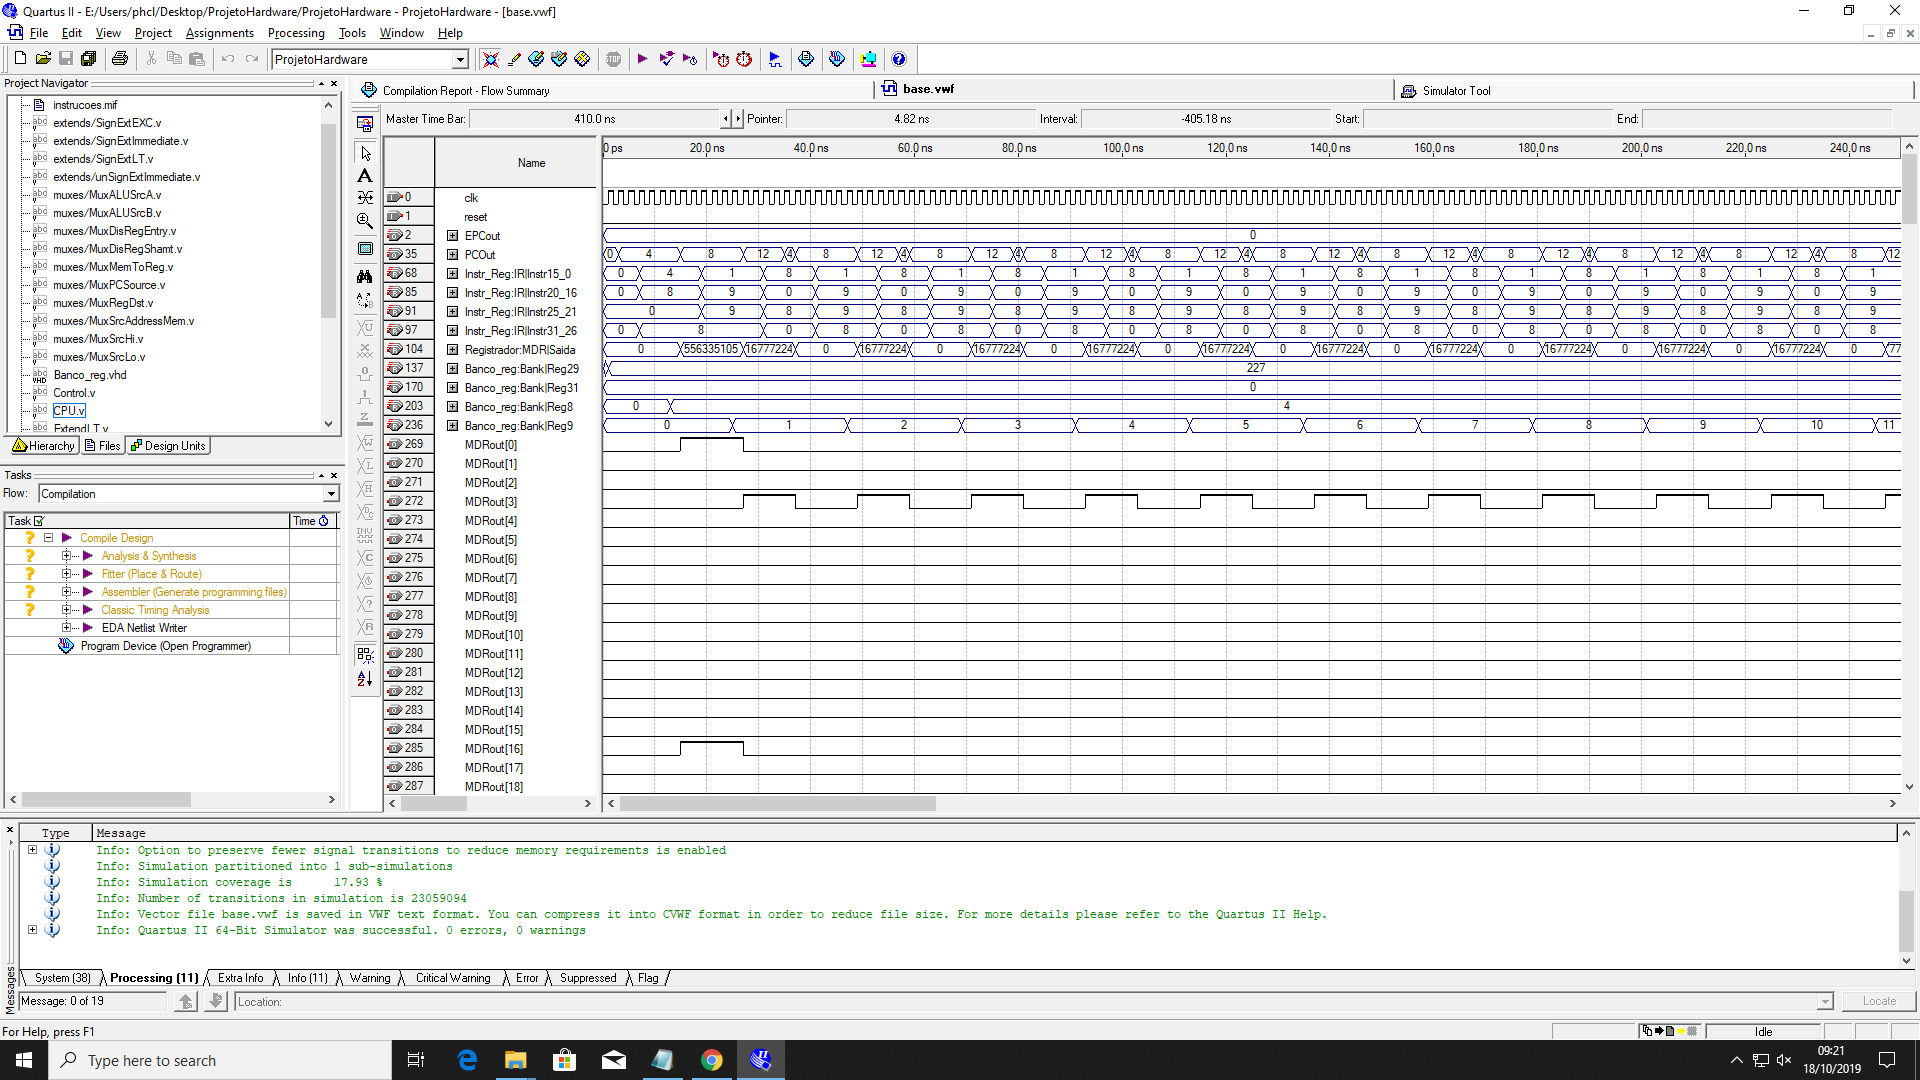 Quartus II - E:/Users/phcl/Desktop/ProjetoHardware/ProjetoHardware - ProjetoHardware - [base.vwf]
File Edit View Project Assignments Processing Tools Window Help
ProjetoHardware
Project Navigator
instrucoes.mif
extends/SignExtEXC.v
extends/SignExtImmediate.v
extends/SignExtLT.v
extends/unSignExtImmediate.v
muxes/MuxALUSrcA.v
muxes/MuxALUSrcB.v
muxes/MuxDisRegEntry.v
muxes/MuxDisRegShamt.v
muxes/MuxMemToReg.v
muxes/MuxPCSource.v
muxes/MuxRegDst.v
muxes/MuxSrcAddressMem.v
muxes/MuxSrcHi.v
muxes/MuxSrcLo.v
Banco_reg.vhd
Control.v
CPU.v
ExtendLT.v
Hierarchy Files Design Units
Tasks
Flow: Compilation
Task Time
Compile Design
Analysis & Synthesis
Fitter (Place & Route)
Assembler (Generate programming files)
Classic Timing Analysis
EDA Netlist Writer
Program Device (Open Programmer)
Compilation Report - Flow Summary base.vwf Simulator Tool
Master Time Bar: 410.0 ns Pointer: 4.82 ns Interval: -405.18 ns Start: End:
Name 0 ps 20.0 ns 40.0 ns 60.0 ns 80.0 ns 100.0 ns 120.0 ns 140.0 ns 160.0 ns 180.0 ns 200.0 ns 220.0 ns 240.0 ns
0 clk
1 reset
2 EPCout 0
35 PCOut 0 4 8 12 4 8 12 4 8 12 4 8 12 4 8 12 4 8 12 4 8 12 4 8 12 4 8 12 4 8 12 4 8 12
68 Instr_Reg:IR|Instr15_0 0 4 1 8 1 8 1 8 1 8 1 8 1 8 1 8 1 8 1 8 1 8 1
85 Instr_Reg:IR|Instr20_16 0 8 9 0 9 0 9 0 9 0 9 0 9 0 9 0 9 0 9 0 9 0 9
91 Instr_Reg:IR|Instr25_21 0 9 8 9 8 9 8 9 8 9 8 9 8 9 8 9 8 9 8 9 8 9
97 Instr_Reg:IR|Instr31_26 0 8 0 8 0 8 0 8 0 8 0 8 0 8 0 8 0 8 0 8 0 8
104 Registrador:MDR|Saida 0 556335105 16777224 0 16777224 0 16777224 0 16777224 0 16777224 0 16777224 0 16777224 0 16777224 0 16777224 0 16777224 0 77
137 Banco_reg:Bank|Reg29 227
170 Banco_reg:Bank|Reg31 0
203 Banco_reg:Bank|Reg8 0 4
236 Banco_reg:Bank|Reg9 0 1 2 3 4 5 6 7 8 9 10 11
269 MDRout[0]
270 MDRout[1]
271 MDRout[2]
272 MDRout[3]
273 MDRout[4]
274 MDRout[5]
275 MDRout[6]
276 MDRout[7]
277 MDRout[8]
278 MDRout[9]
279 MDRout[10]
280 MDRout[11]
281 MDRout[12]
282 MDRout[13]
283 MDRout[14]
284 MDRout[15]
285 MDRout[16]
286 MDRout[17]
287 MDRout[18]
Type Message
Info: Option to preserve fewer signal transitions to reduce memory requirements is enabled
Info: Simulation partitioned into 1 sub-simulations
Info: Simulation coverage is 17.93 %
Info: Number of transitions in simulation is 23059094
Info: Vector file base.vwf is saved in VWF text format. You can compress it into CVWF format in order to reduce file size. For more details please refer to the Quartus II Help.
Info: Quartus II 64-Bit Simulator was successful. 0 errors, 0 warnings
System (38) Processing (11) Extra Info Info (11) Warning Critical Warning Error Suppressed Flag
Messages
Message: 0 of 19 Location: Locate
For Help, press F1 Idle
Type here to search
09:21
18/10/2019